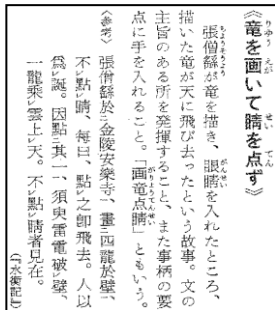 《竜を画いて睛を点ず》
張僧繇が竜を描き、眼睛を入れたところ、
描いた竜が天に飛び去ったという故事。文の
主旨のある所を発揮すること、また事柄の要
点に手を入れること。「画竜点睛」ともいう。
〈参考〉張僧繇於金陵安楽寺、畫四龍於壁、
不點睛、毎曰、點之卽飛去。人以
爲誕。因點其一、須臾雷電破壁、
一龍乗雲上天。不點睛者見在。
（『水衡記』）